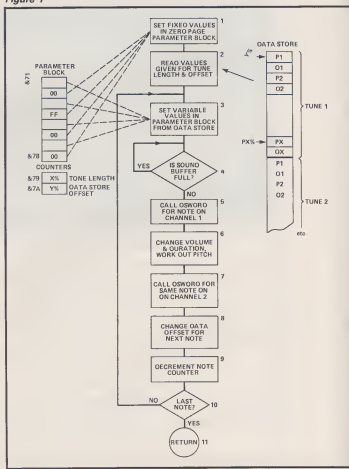 Figure 1
1
SET FIXED VALUES
IN ZERO PAGE
PARAMETER BLOCK
2
READ VALUES
GIVEN FOR TUNE
LENGTH & OFFSET
3
SET VARIABLE
VALUES IN
PARAMETER BLOCK
FROM DATA STORE
IS SOUND
BUFFER
FULL?
4
YES
NO
5
CALL OSWORD
FOR NOTE ON
CHANNEL 1
6
CHANGE VOLUME
& DURATION,
WORK OUT PITCH
7
CALL OSWORD FOR
SAME NOTE ON
ON CHANNEL 2
8
CHANGE DATA
OFFSET FOR
NEXT NOTE
9
DECREMENT NOTE
COUNTER
NO
LAST
NOTE?
10
YES
RETURN
11
PARAMETER
BLOCK
&71
00
FF
00
&78
00
COUNTERS
&79
X%
TONE LENGTH
&7A
Y%
DATA STORE
OFFSET
DATA STORE
Y%
P1
O1
P2
O2
TUNE 1
PX%
PX
OX
P1
O1
P2
O2
TUNE 2
etc